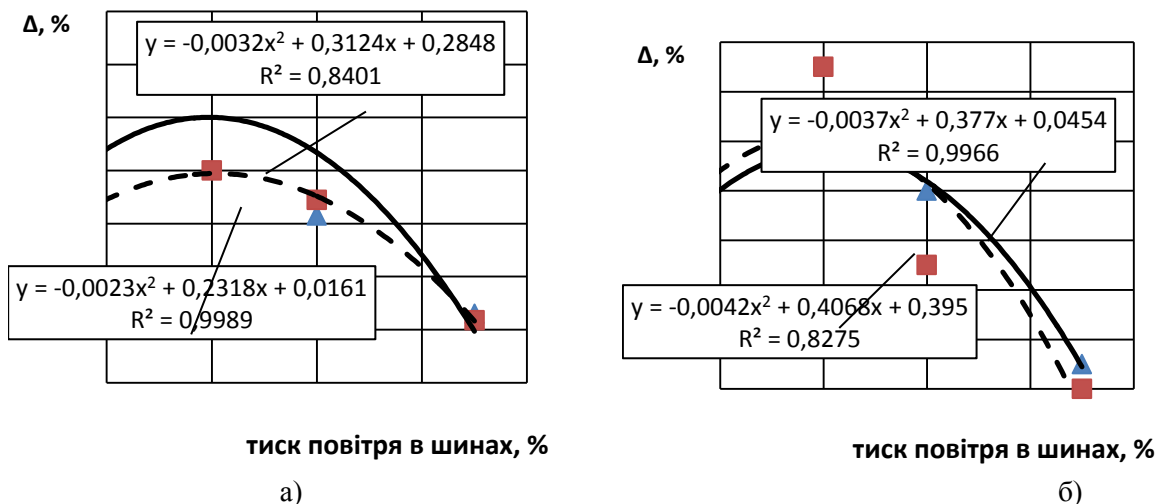 Δ, %
y = -0,0032x² + 0,3124x + 0,2848
R² = 0,8401
y = -0,0023x² + 0,2318x + 0,0161
R² = 0,9989
тиск повітря в шинах, %
а)
Δ, %
y = -0,0037x² + 0,377x + 0,0454
R² = 0,9966
y = -0,0042x² + 0,4068x + 0,395
R² = 0,8275
тиск повітря в шинах, %
б)